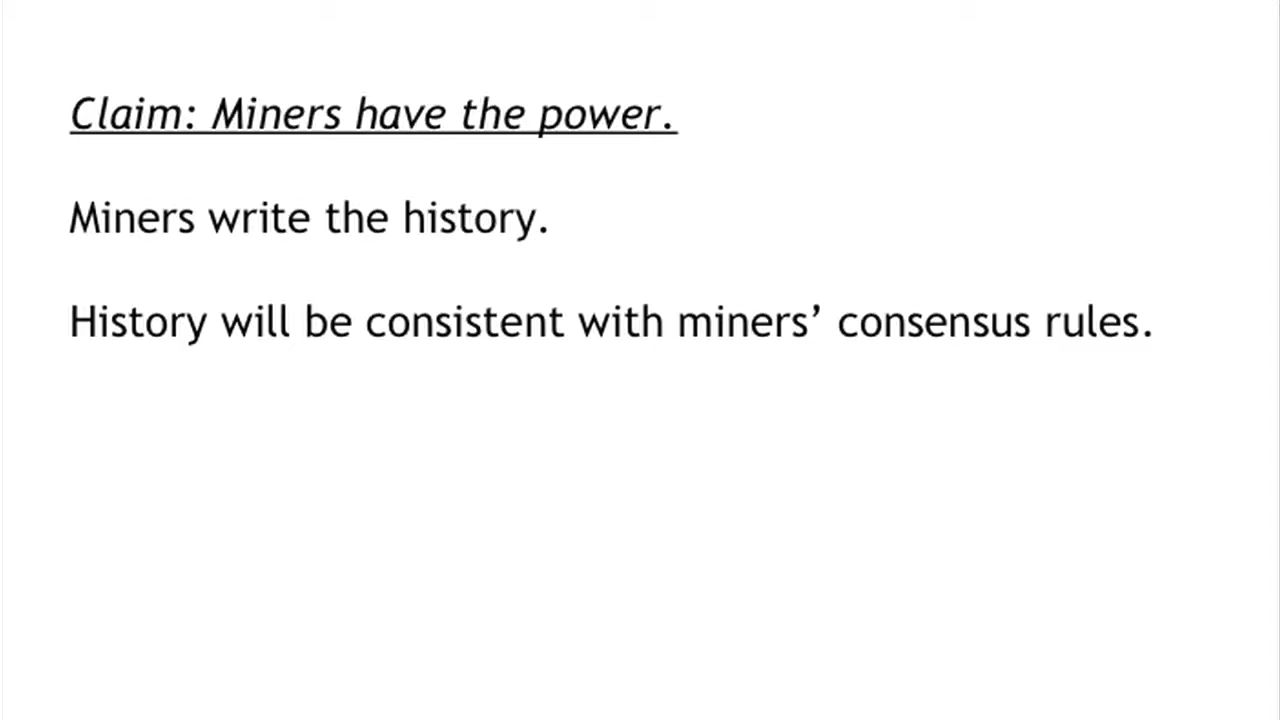 Claim: Miners have the power.
Miners write the history.
History will be consistent with miners’ consensus rules.